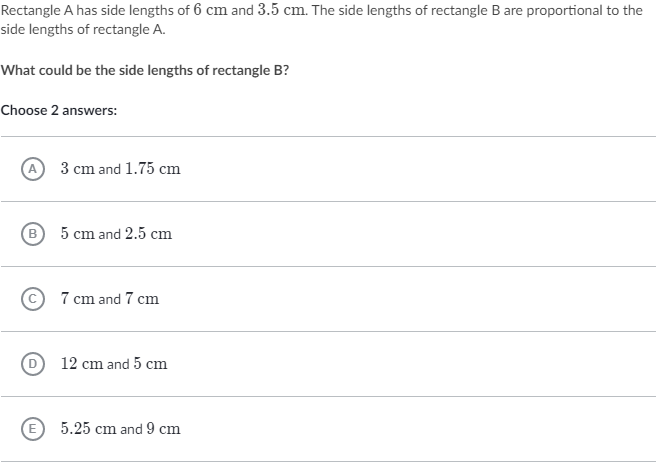 Rectangle A has side lengths of 6 cm and 3.5 cm. The side lengths of rectangle B are proportional to the
side lengths of rectangle A.
What could be the side lengths of rectangle B?
Choose 2 answers:
A 3 cm and 1.75 cm
B 5 cm and 2.5 cm
C 7 cm and 7 cm
D 12 cm and 5 cm
E 5.25 cm and 9 cm